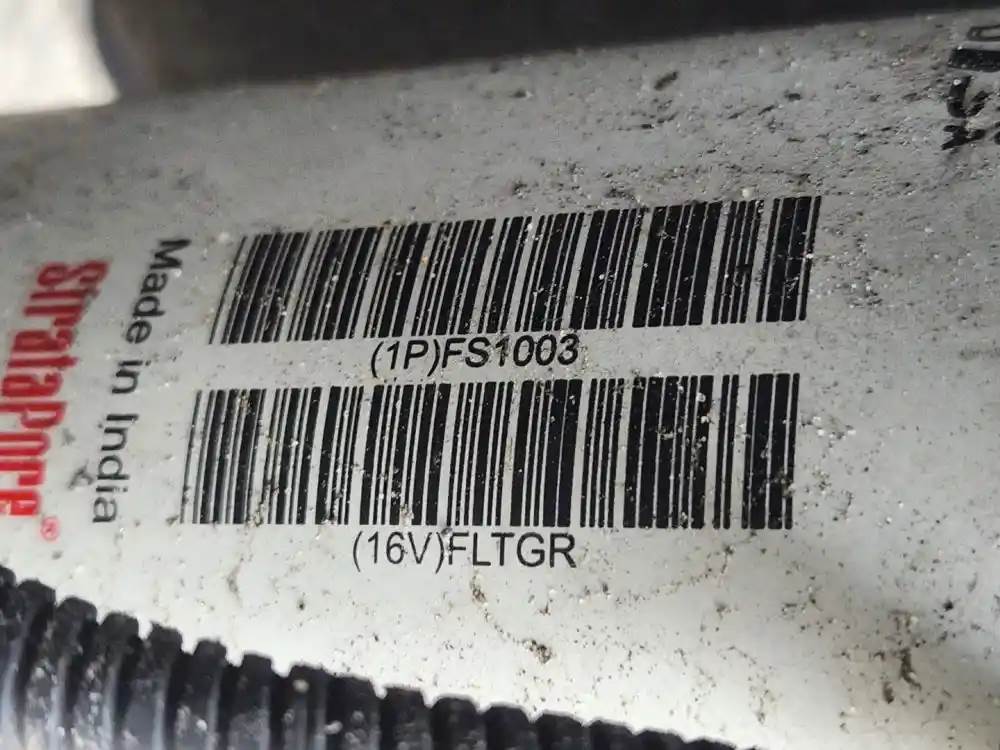 (1P)FS1003
(16V)FLTGR
Made in India
StrataPore®